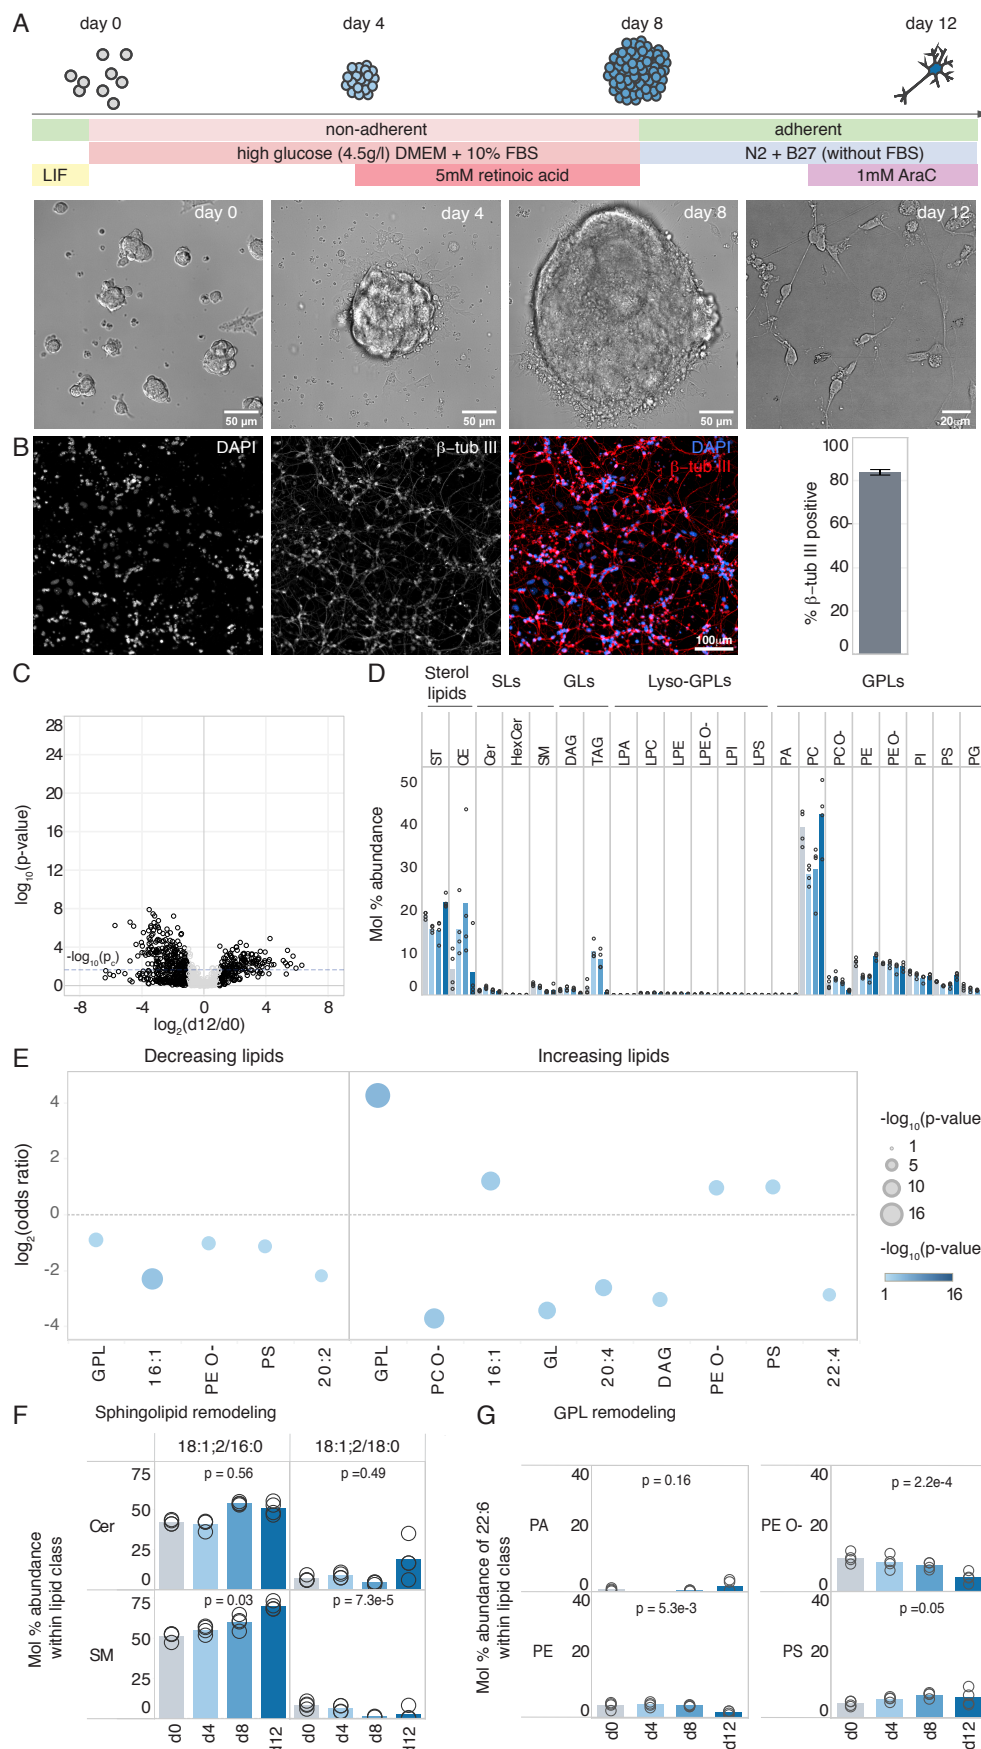 A
day 0
day 4
day 8
day 12
non-adherent
adherent
high glucose (4.5g/l) DMEM + 10% FBS
N2 + B27 (without FBS)
LIF
5mM retinoic acid
1mM AraC
day 0
day 4
day 8
day 12
50 µm
50 µm
50 µm
20 µm
B
DAPI
β-tub III
DAPI
β-tub III
100µm
% β-tub III positive
100
80
60
40
20
0
C
log10(p-value)
28
24
20
16
12
8
4
0
-log10(pc)
-8
-4
0
4
8
log2(d12/d0)
D
Sterol lipids
SLs
GLs
Lyso-GPLs
GPLs
ST
CE
Cer
HexCer
SM
DAG
TAG
LPA
LPC
LPE
LPE O-
LPI
LPS
PA
PC
PC O-
PE
PE O-
PI
PS
PG
Mol % abundance
50
40
30
20
10
0
E
Decreasing lipids
Increasing lipids
log2(odds ratio)
4
2
0
-2
-4
GPL
16:1
PE O-
PS
20:2
GPL
PC O-
16:1
GL
20:4
DAG
PE O-
PS
22:4
-log10(p-value
1
5
10
16
-log10(p-value
1
16
F
Sphingolipid remodeling
18:1;2/16:0
18:1;2/18:0
Mol % abundance
within lipid class
Cer
75
50
25
0
p = 0.56
p =0.49
SM
75
50
25
0
p = 0.03
p = 7.3e-5
d0
d4
d8
d12
d0
d4
d8
d12
G
GPL remodeling
Mol % abundance of 22:6
within lipid class
PA
40
20
0
p = 0.16
PE O-
40
20
0
p = 2.2e-4
PE
40
20
0
p = 5.3e-3
PS
40
20
0
p =0.05
d0
d4
d8
d12
d0
d4
d8
d12